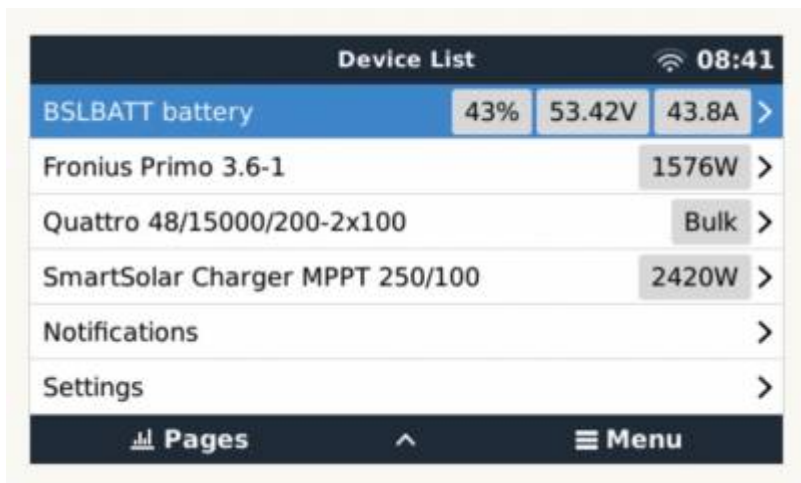 Device List 08:41
BSLBATT battery 43% 53.42V 43.8A
Fronius Primo 3.6-1 1576W
Quattro 48/15000/200-2x100 Bulk
SmartSolar Charger MPPT 250/100 2420W
Notifications
Settings
Pages Menu